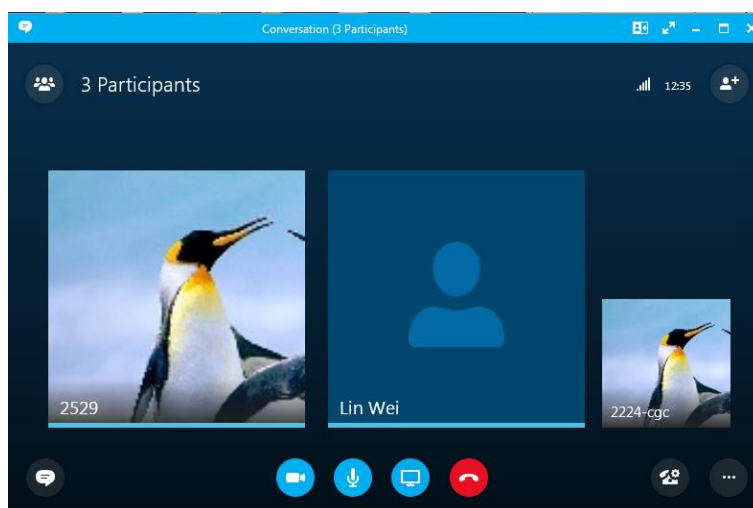 Conversation (3 Participants)
3 Participants
12:35
2529
Lin Wei
2224-cgc